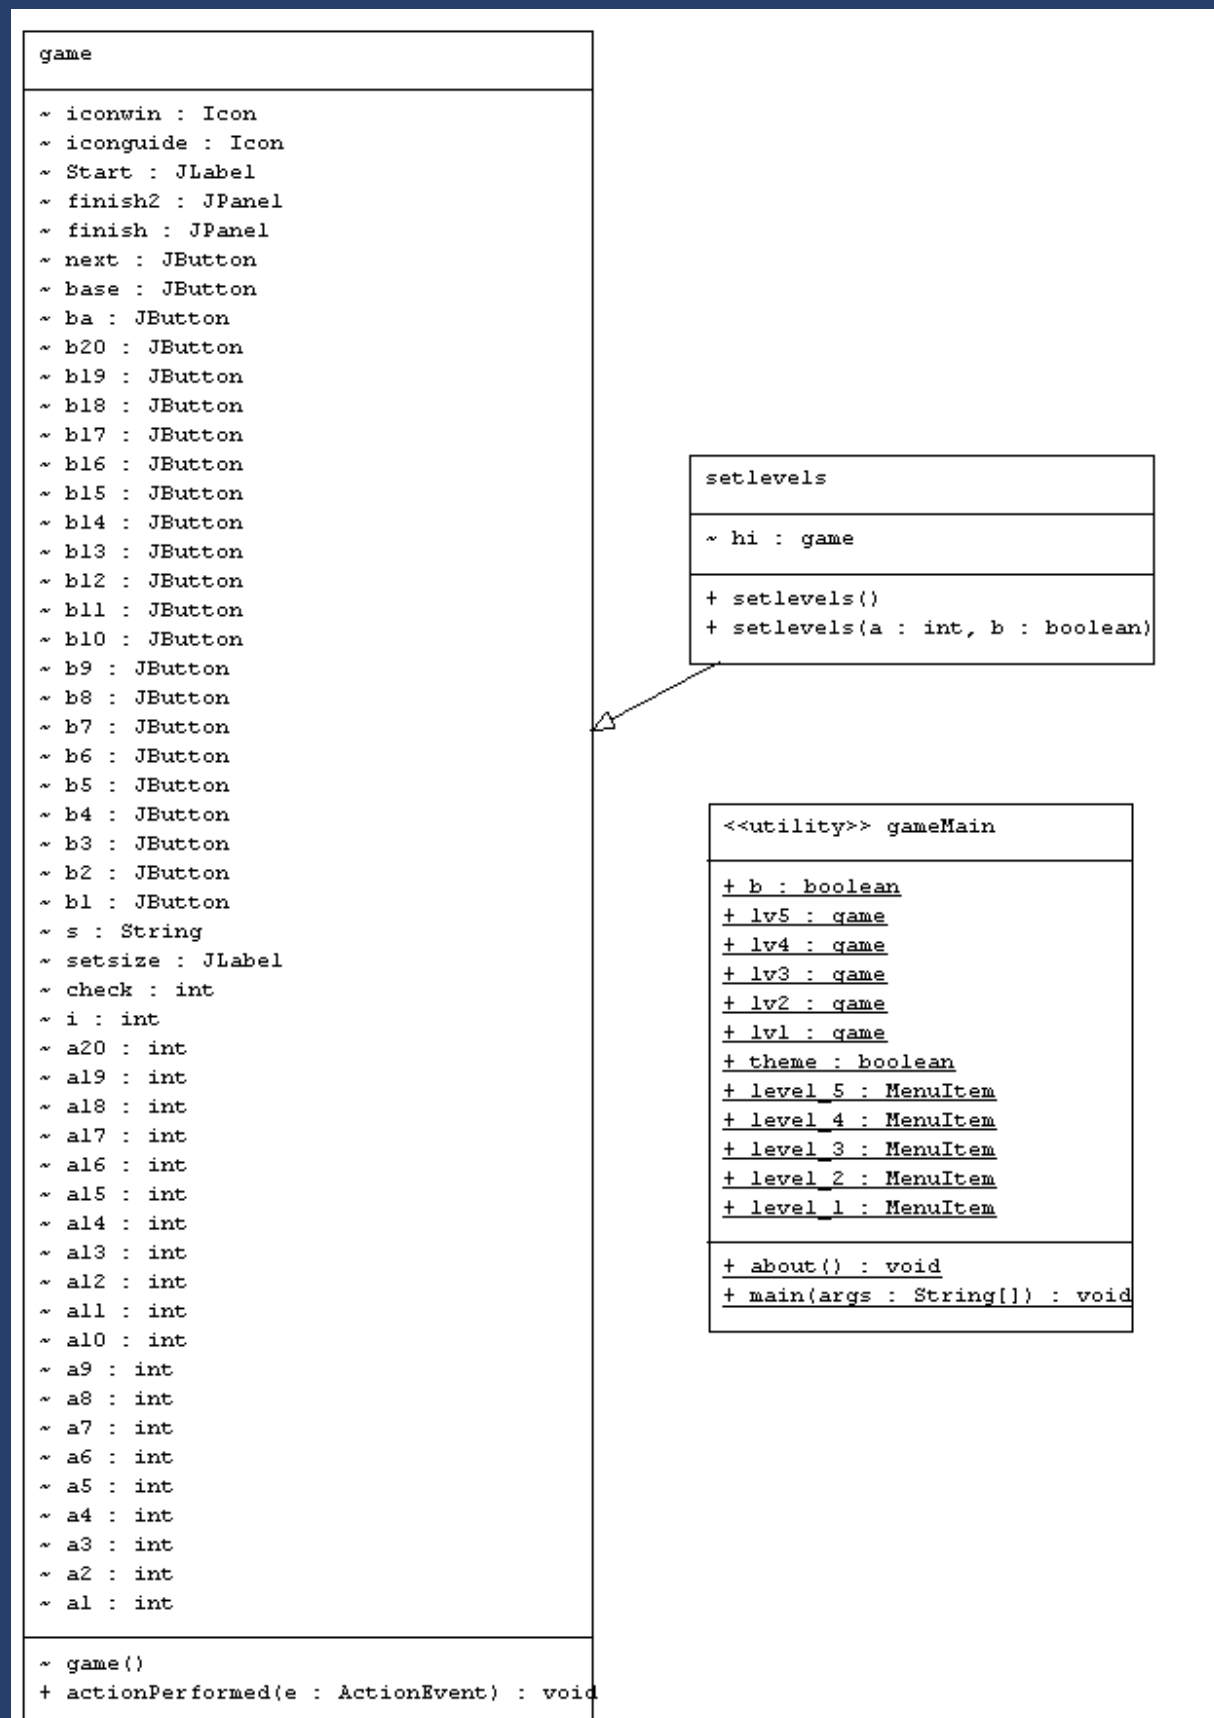 game
~ iconwin : Icon
~ iconguide : Icon
~ Start : JLabel
~ finish2 : JPanel
~ finish : JPanel
~ next : JButton
~ base : JButton
~ ba : JButton
~ b20 : JButton
~ b19 : JButton
~ b18 : JButton
~ b17 : JButton
~ b16 : JButton
~ b15 : JButton
~ b14 : JButton
~ b13 : JButton
~ b12 : JButton
~ b11 : JButton
~ b10 : JButton
~ b9 : JButton
~ b8 : JButton
~ b7 : JButton
~ b6 : JButton
~ b5 : JButton
~ b4 : JButton
~ b3 : JButton
~ b2 : JButton
~ b1 : JButton
~ s : String
~ setsize : JLabel
~ check : int
~ i : int
~ a20 : int
~ a19 : int
~ a18 : int
~ a17 : int
~ a16 : int
~ a15 : int
~ a14 : int
~ a13 : int
~ a12 : int
~ a11 : int
~ a10 : int
~ a9 : int
~ a8 : int
~ a7 : int
~ a6 : int
~ a5 : int
~ a4 : int
~ a3 : int
~ a2 : int
~ a1 : int
~ game()
+ actionPerformed(e : ActionEvent) : void
setlevels
~ hi : game
+ setlevels()
+ setlevels(a : int, b : boolean)
<<utility>> gameMain
+ b : boolean
+ lv5 : game
+ lv4 : game
+ lv3 : game
+ lv2 : game
+ lv1 : game
+ theme : boolean
+ level_5 : MenuItem
+ level_4 : MenuItem
+ level_3 : MenuItem
+ level_2 : MenuItem
+ level_1 : MenuItem
+ about() : void
+ main(args : String[]) : void